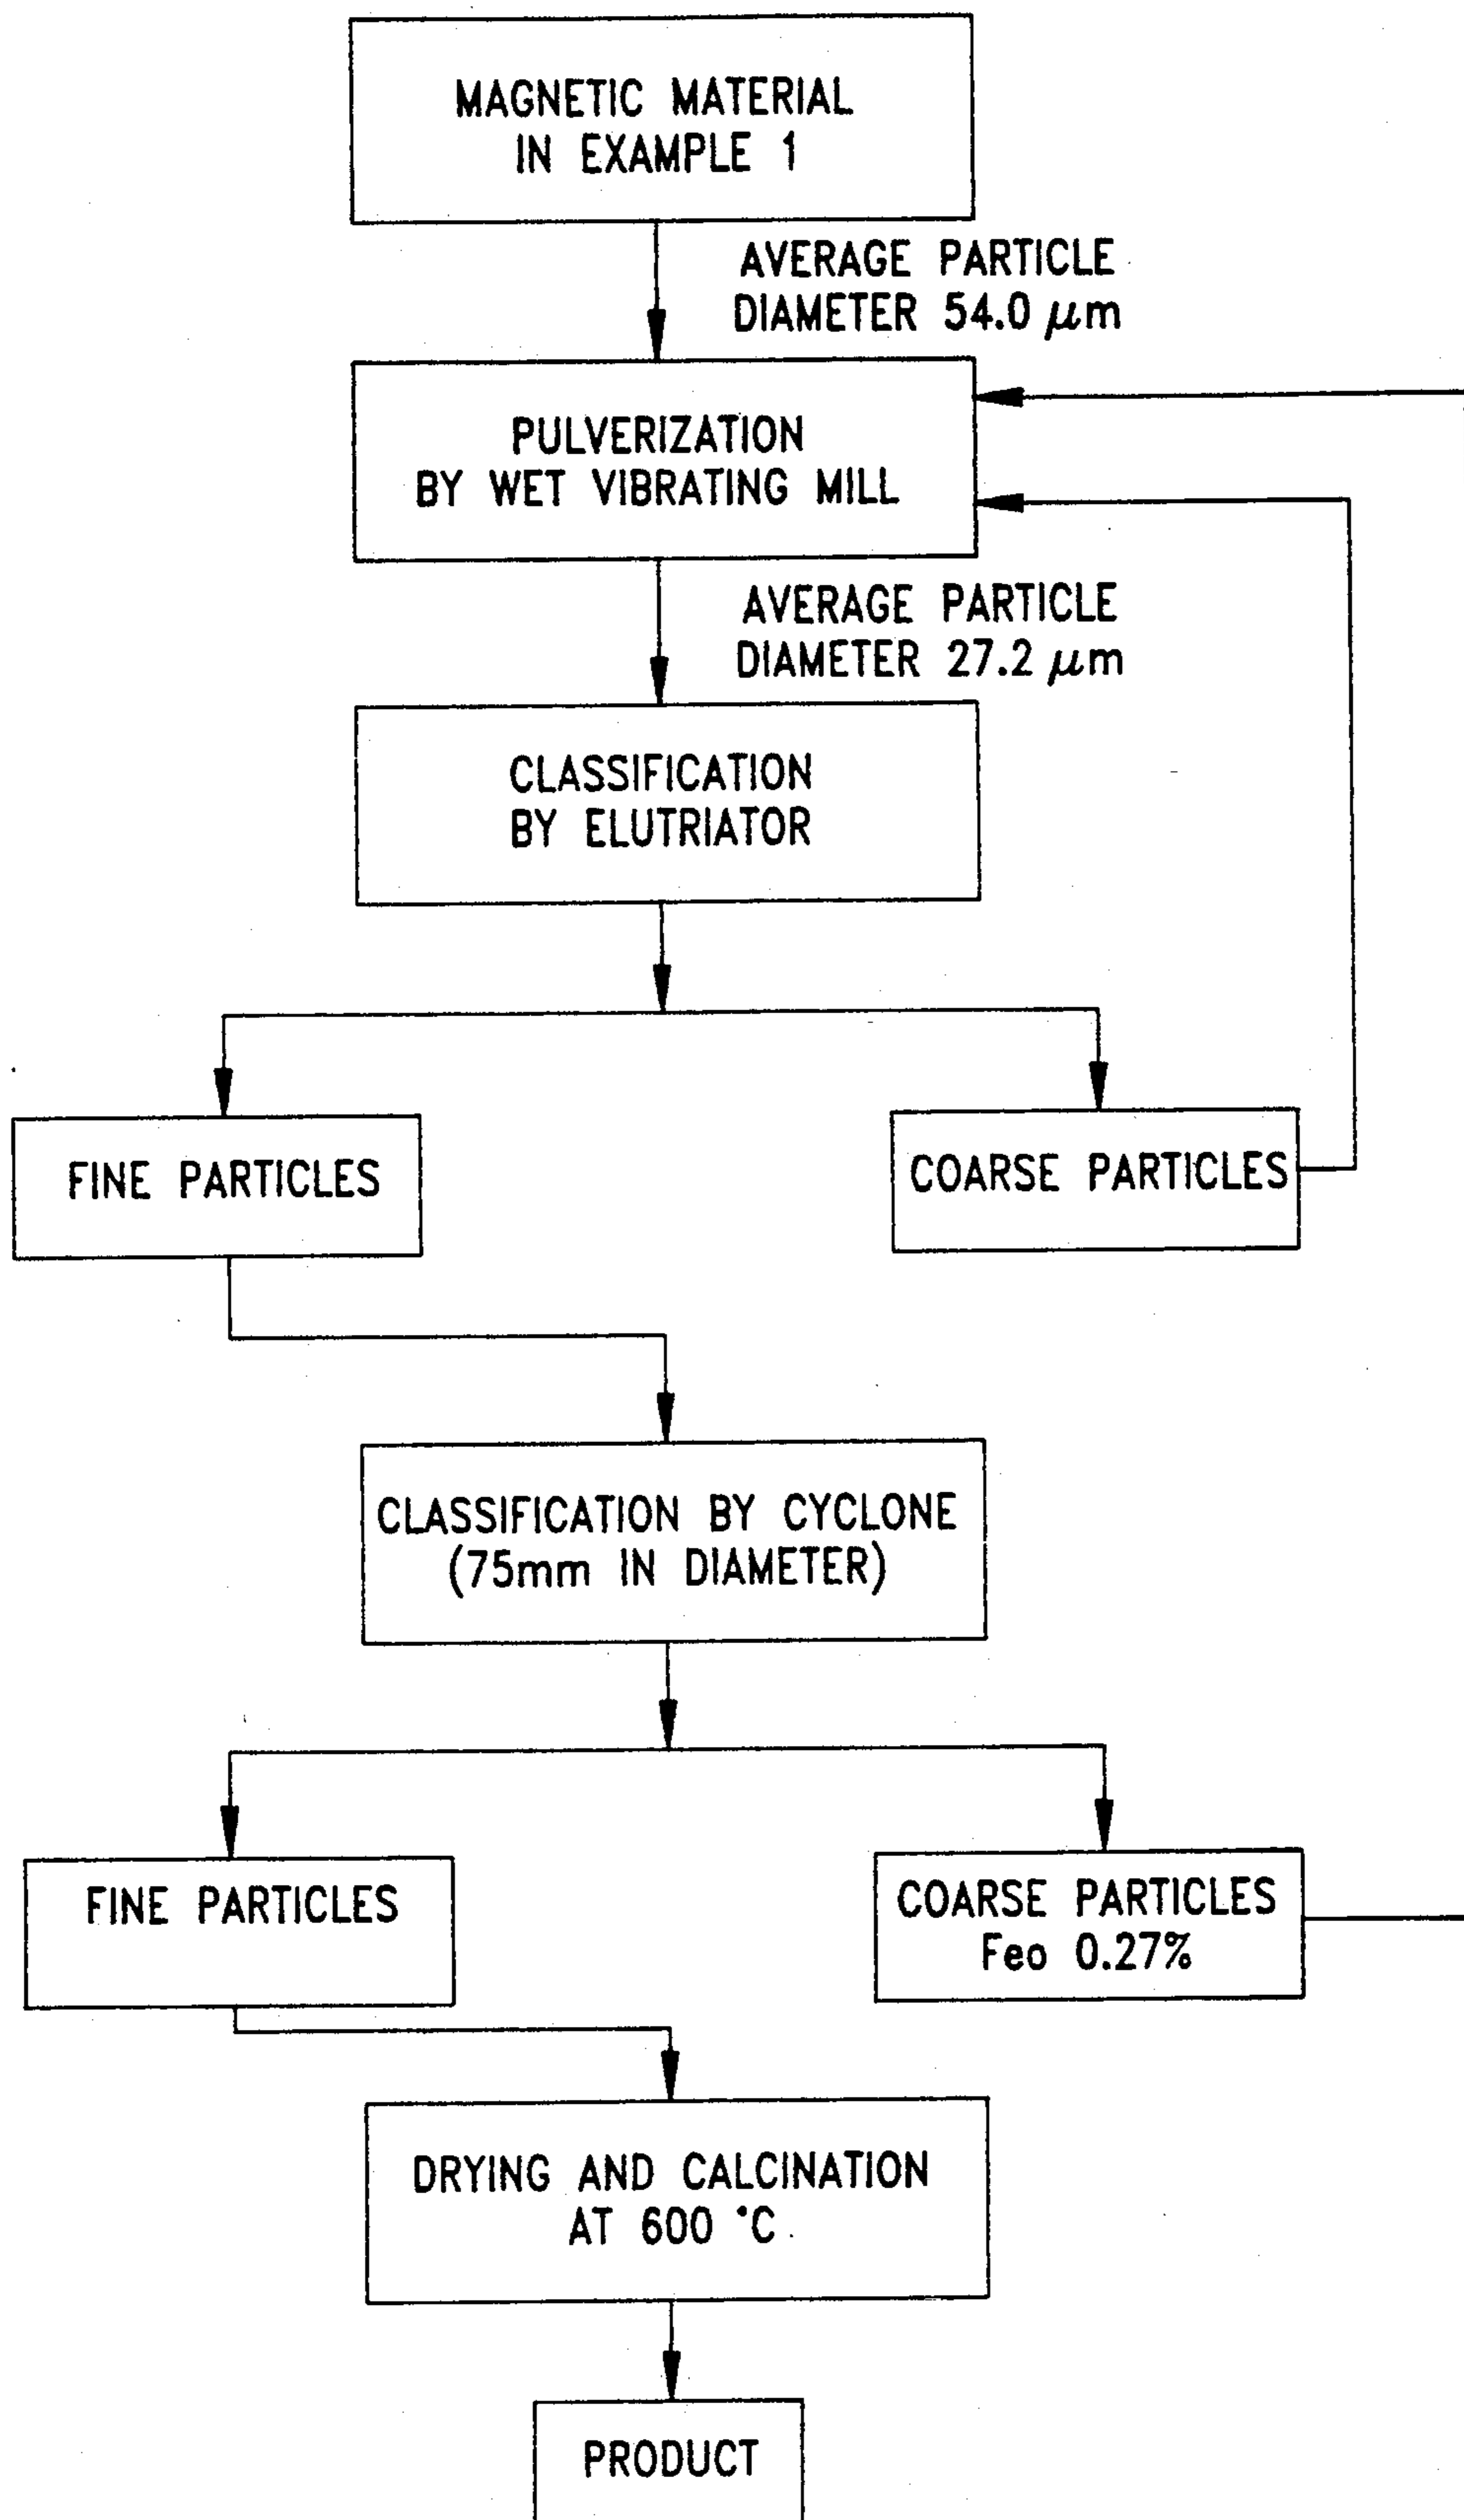 MAGNETIC MATERIAL
IN EXAMPLE 1
AVERAGE PARTICLE
DIAMETER 54.0 μm
PULVERIZATION
BY WET VIBRATING MILL
AVERAGE PARTICLE
DIAMETER 27.2 μm
CLASSIFICATION
BY ELUTRIATOR
FINE PARTICLES
COARSE PARTICLES
CLASSIFICATION BY CYCLONE
(75mm IN DIAMETER)
FINE PARTICLES
COARSE PARTICLES
Feo 0.27%
DRYING AND CALCINATION
AT 600 °C
PRODUCT